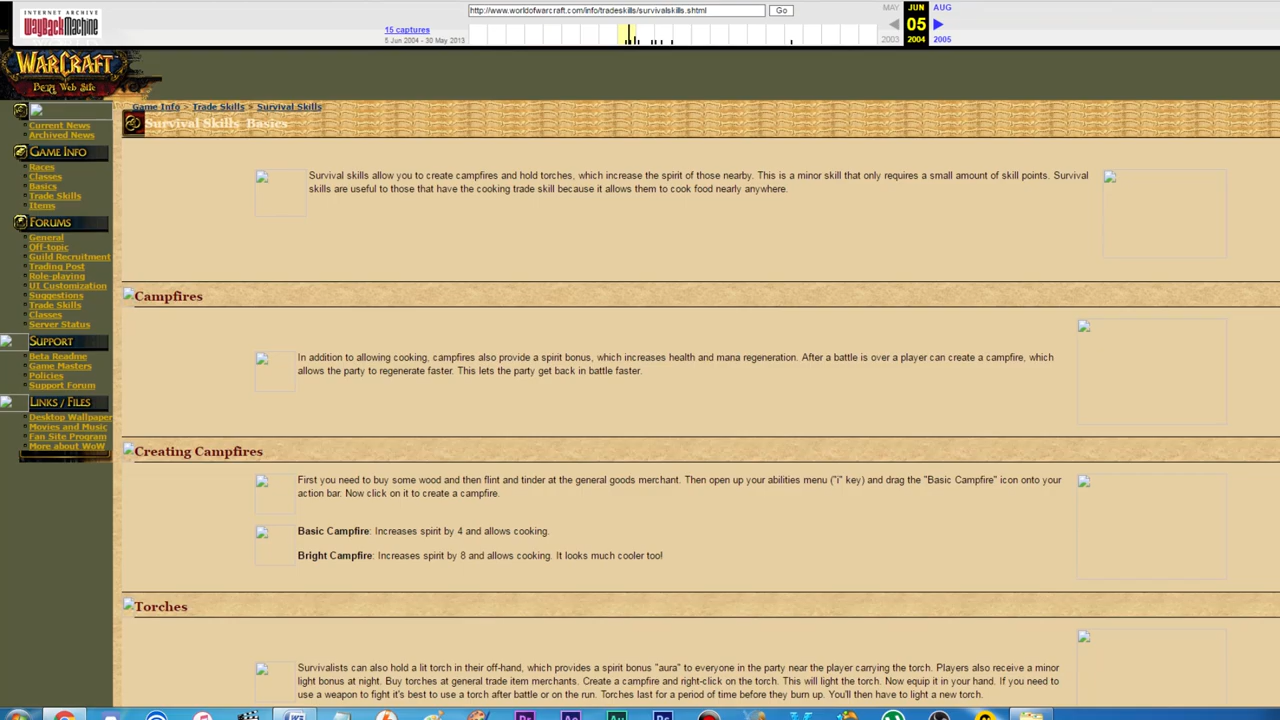 http://www.worldofwarcraft.com/info/tradeskills/survivalskills.shtml Go
MAY JUN AUG
INTERNET ARCHIVE
WayBackMachine
15 captures
5 Jun 2004 - 30 May 2013
05
2003 2004 2005
WARCRAFT
BETA Web Site
Game Info > Trade Skills > Survival Skills
Survival Skills Basics
Current News
Archived News
GAME INFO
Races
Classes
Basics
Trade Skills
Items
FORUMS
General
Off-topic
Guild Recruitment
Trading Post
Role-playing
UI Customization
Suggestions
Trade Skills
Classes
Server Status
SUPPORT
Beta Readme
Game Masters
Policies
Support Forum
LINKS / FILES
Desktop Wallpaper
Movies and Music
Fan Site Program
More about WoW
Survival skills allow you to create campfires and hold torches, which increase the spirit of those nearby. This is a minor skill that only requires a small amount of skill points. Survival
skills are useful to those that have the cooking trade skill because it allows them to cook food nearly anywhere.
Campfires
In addition to allowing cooking, campfires also provide a spirit bonus, which increases health and mana regeneration. After a battle is over a player can create a campfire, which
allows the party to regenerate faster. This lets the party get back in battle faster.
Creating Campfires
First you need to buy some wood and then flint and tinder at the general goods merchant. Then open up your abilities menu ("i" key) and drag the "Basic Campfire" icon onto your
action bar. Now click on it to create a campfire.
Basic Campfire: Increases spirit by 4 and allows cooking.
Bright Campfire: Increases spirit by 8 and allows cooking. It looks much cooler too!
Torches
Survivalists can also hold a lit torch in their off-hand, which provides a spirit bonus "aura" to everyone in the party near the player carrying the torch. Players also receive a minor
light bonus at night. Buy torches at general trade item merchants. Create a campfire and right-click on the torch. This will light the torch. Now equip it in your hand. If you need to
use a weapon to fight it's best to use a torch after battle or on the run. Torches last for a period of time before they burn up. You'll then have to light a new torch.
Pr Ae Au Ps